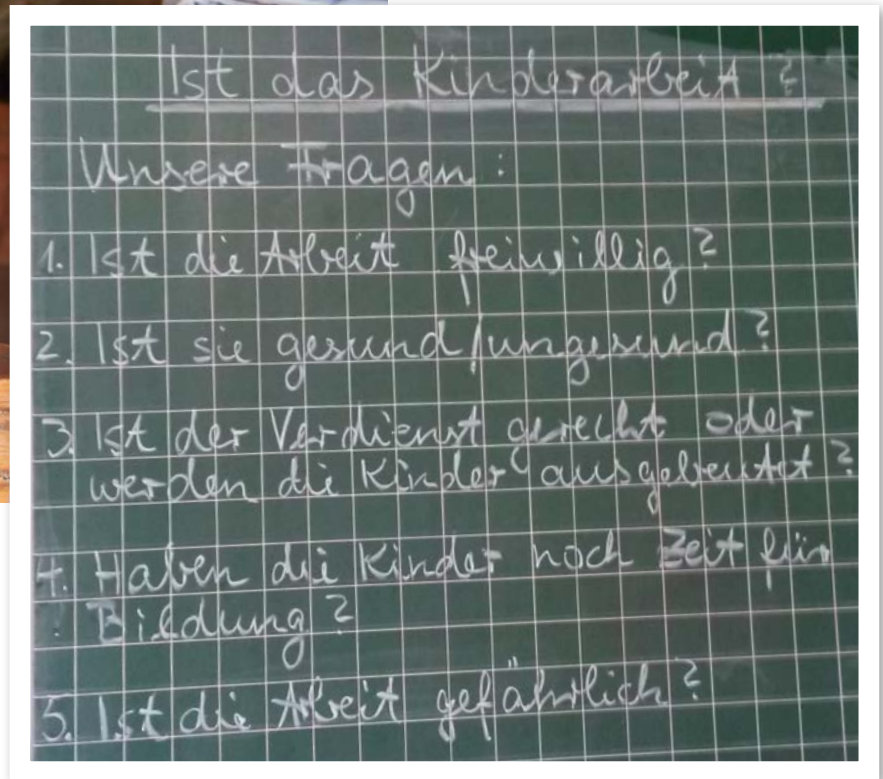 Ist das Kinderarbeit?
Unsere Fragen:
1. Ist die Arbeit freiwillig?
2. Ist sie gesund/ungesund?
3. Ist der Verdienst gerecht oder
werden die Kinder ausgebeutet?
4. Haben die Kinder noch Zeit für
Bildung?
5. Ist die Arbeit gefährlich?